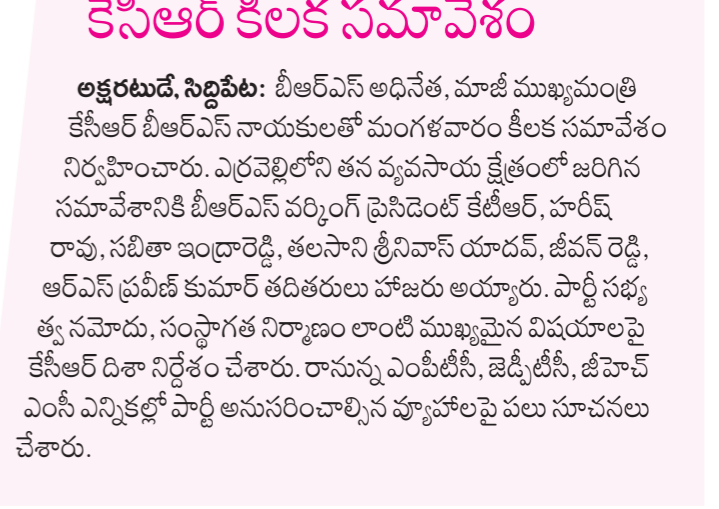 కేసీఆర్ కీలక సమావేశం
అక్షరటుడే, సిద్దిపేట: బీఆర్ఎస్ అధినేత, మాజీ ముఖ్యమంత్రి
కేసీఆర్ బీఆర్ఎస్ నాయకులతో మంగళవారం కీలక సమావేశం
నిర్వహించారు. ఎర్రవెల్లిలోని తన వ్యవసాయ క్షేత్రంలో జరిగిన
సమావేశానికి బీఆర్ఎస్ వర్కింగ్ ప్రెసిడెంట్ కేటీఆర్, హరీష్
రావు, సబితా ఇంద్రారెడ్డి, తలసాని శ్రీనివాస్ యాదవ్, జీవన్ రెడ్డి,
ఆర్ఎస్ ప్రవీణ్ కుమార్ తదితరులు హాజరు అయ్యారు. పార్టీ సభ్య
త్వ నమోదు, సంస్థాగత నిర్మాణం లాంటి ముఖ్యమైన విషయాలపై
కేసీఆర్ దిశా నిర్దేశం చేశారు. రానున్న ఎంపీటీసీ, జెడ్పీటీసీ, జీహెచ్
ఎంసీ ఎన్నికల్లో పార్టీ అనుసరించాల్సిన వ్యూహాలపై పలు సూచనలు
చేశారు.